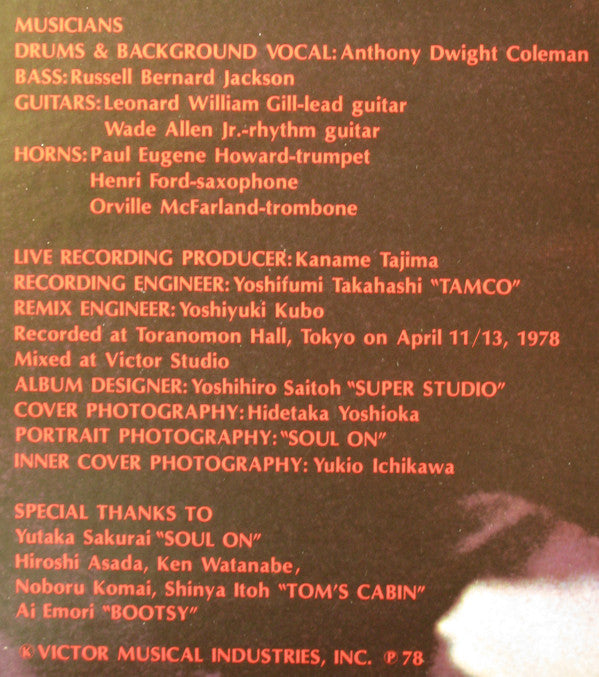 MUSICIANS
DRUMS & BACKGROUND VOCAL: Anthony Dwight Coleman
BASS: Russell Bernard Jackson
GUITARS: Leonard William Gill-lead guitar
Wade Allen Jr.-rhythm guitar
HORNS: Paul Eugene Howard-trumpet
Henri Ford-saxophone
Orville McFarland-trombone
LIVE RECORDING PRODUCER: Kaname Tajima
RECORDING ENGINEER: Yoshifumi Takahashi "TAMCO"
REMIX ENGINEER: Yoshiyuki Kubo
Recorded at Toranomon Hall, Tokyo on April 11/13, 1978
Mixed at Victor Studio
ALBUM DESIGNER: Yoshihiro Saitoh "SUPER STUDIO"
COVER PHOTOGRAPHY: Hidetaka Yoshioka
PORTRAIT PHOTOGRAPHY: "SOUL ON"
INNER COVER PHOTOGRAPHY: Yukio Ichikawa
SPECIAL THANKS TO
Yutaka Sakurai "SOUL ON"
Hiroshi Asada, Ken Watanabe,
Noboru Komai, Shinya Itoh "TOM'S CABIN"
Ai Emori "BOOTSY"
Ⓚ VICTOR MUSICAL INDUSTRIES, INC. ℗ 78